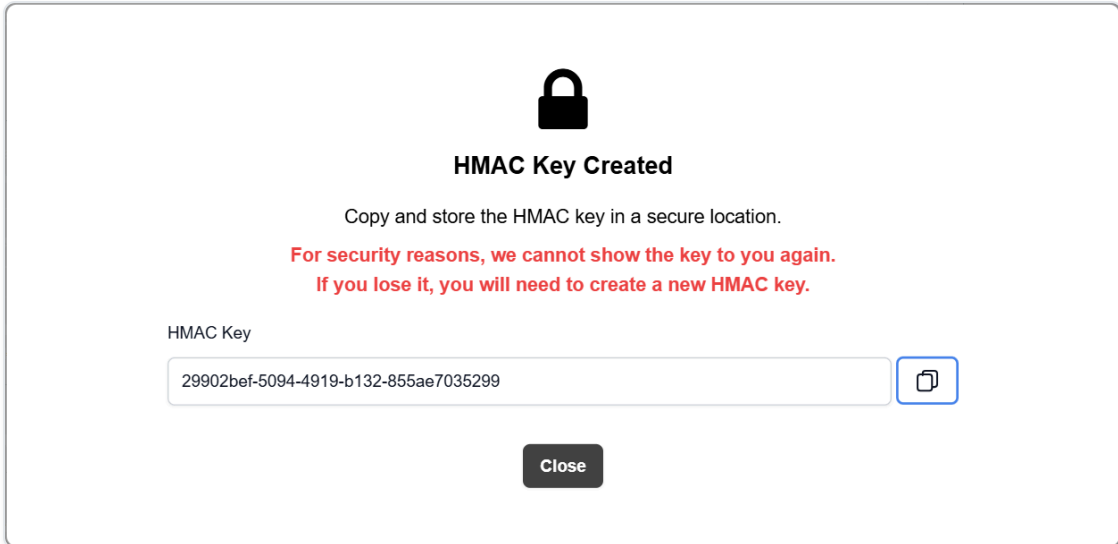 HMAC Key Created
Copy and store the HMAC key in a secure location.
For security reasons, we cannot show the key to you again.
If you lose it, you will need to create a new HMAC key.
HMAC Key
29902bef-5094-4919-b132-855ae7035299
Close